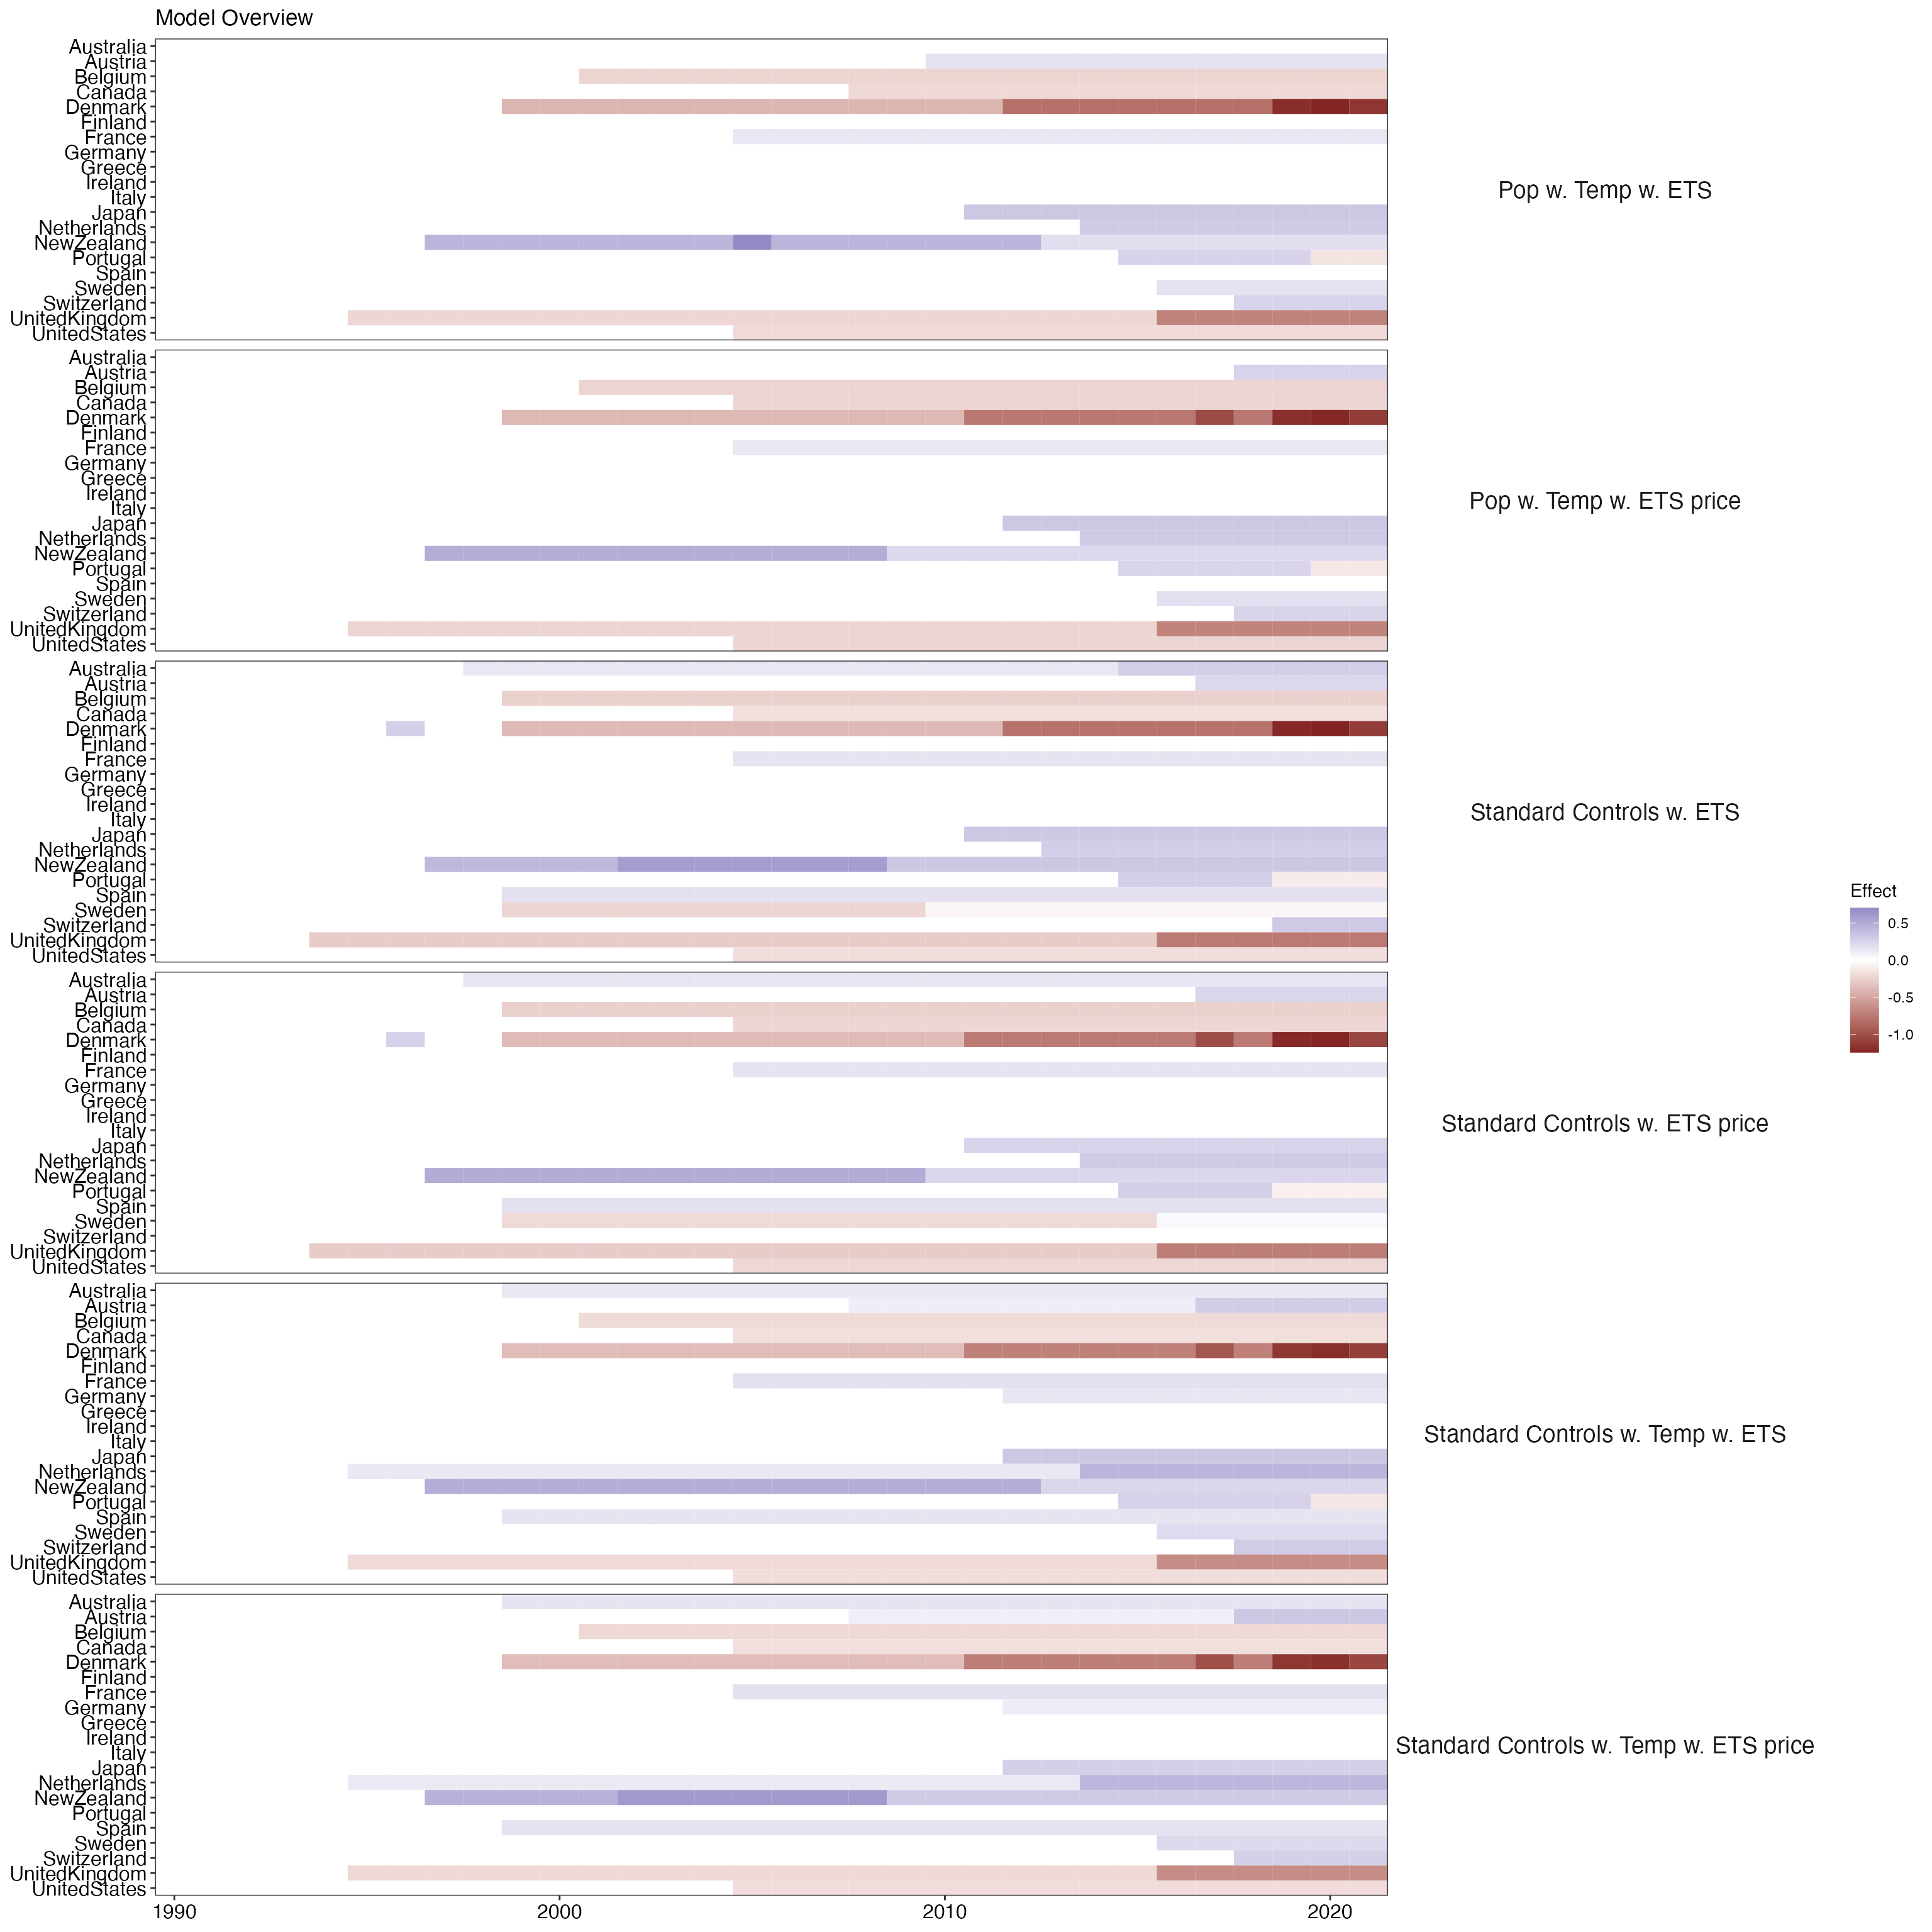 Model Overview
Australia
Austria
Belgium
Canada
Denmark
Finland
France
Germany
Greece
Ireland
Italy
Japan
Netherlands
NewZealand
Portugal
Spain
Sweden
Switzerland
UnitedKingdom
UnitedStates
Pop w. Temp w. ETS
Australia
Austria
Belgium
Canada
Denmark
Finland
France
Germany
Greece
Ireland
Italy
Japan
Netherlands
NewZealand
Portugal
Spain
Sweden
Switzerland
UnitedKingdom
UnitedStates
Pop w. Temp w. ETS price
Australia
Austria
Belgium
Canada
Denmark
Finland
France
Germany
Greece
Ireland
Italy
Japan
Netherlands
NewZealand
Portugal
Spain
Sweden
Switzerland
UnitedKingdom
UnitedStates
Standard Controls w. ETS
Australia
Austria
Belgium
Canada
Denmark
Finland
France
Germany
Greece
Ireland
Italy
Japan
Netherlands
NewZealand
Portugal
Spain
Sweden
Switzerland
UnitedKingdom
UnitedStates
Standard Controls w. ETS price
Australia
Austria
Belgium
Canada
Denmark
Finland
France
Germany
Greece
Ireland
Italy
Japan
Netherlands
NewZealand
Portugal
Spain
Sweden
Switzerland
UnitedKingdom
UnitedStates
Standard Controls w. Temp w. ETS
Australia
Austria
Belgium
Canada
Denmark
Finland
France
Germany
Greece
Ireland
Italy
Japan
Netherlands
NewZealand
Portugal
Spain
Sweden
Switzerland
UnitedKingdom
UnitedStates
Standard Controls w. Temp w. ETS price
1990
2000
2010
2020
Effect
0.5
0.0
-0.5
-1.0